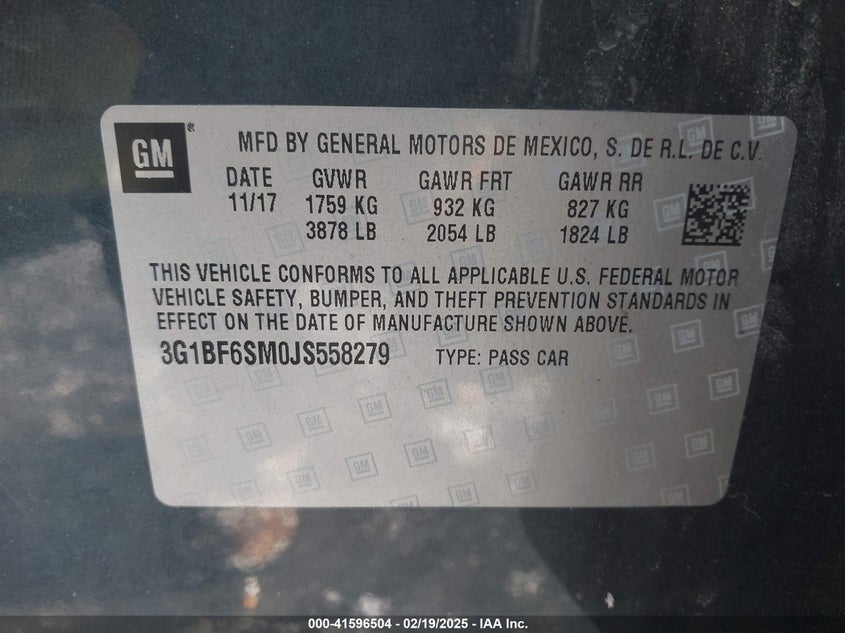 GM®
MFD BY GENERAL MOTORS DE MEXICO, S. DE R.L. DE C.V.
DATE GVWR GAWR FRT GAWR RR
11/17 1759 KG 932 KG 827 KG
3878 LB 2054 LB 1824 LB
THIS VEHICLE CONFORMS TO ALL APPLICABLE U.S. FEDERAL MOTOR
VEHICLE SAFETY, BUMPER, AND THEFT PREVENTION STANDARDS IN
EFFECT ON THE DATE OF MANUFACTURE SHOWN ABOVE.
3G1BF6SM0JS558279 TYPE: PASS CAR
000-41596504 - 02/19/2025 - IAA Inc.